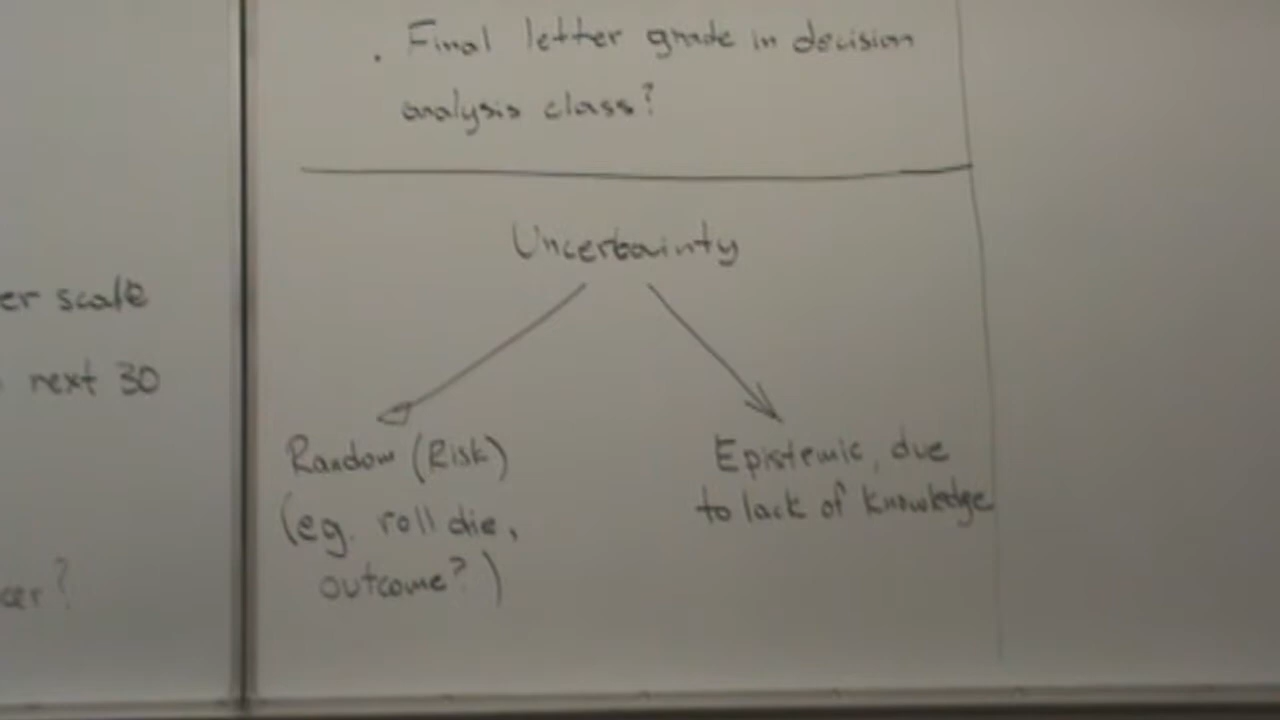 er scale
next 30
cer?
. Final letter grade in decision
analysis class?
Uncertainty
Random (Risk)
(eg. roll die,
outcome?)
Epistemic, due
to lack of knowledge